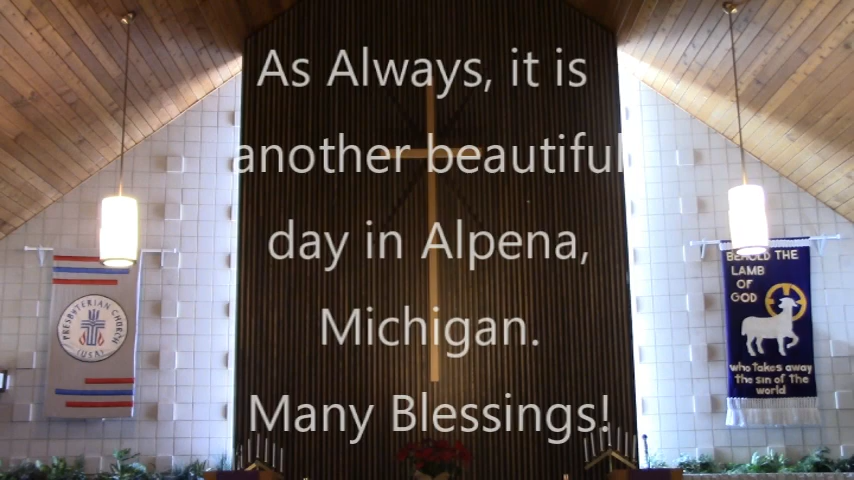 As Always, it is
another beautiful
day in Alpena,
Michigan.
Many Blessings!
PRESBYTERIAN CHURCH
(USA)
BEHOLD THE
LAMB
OF
GOD
who takes away
the sin of the
world